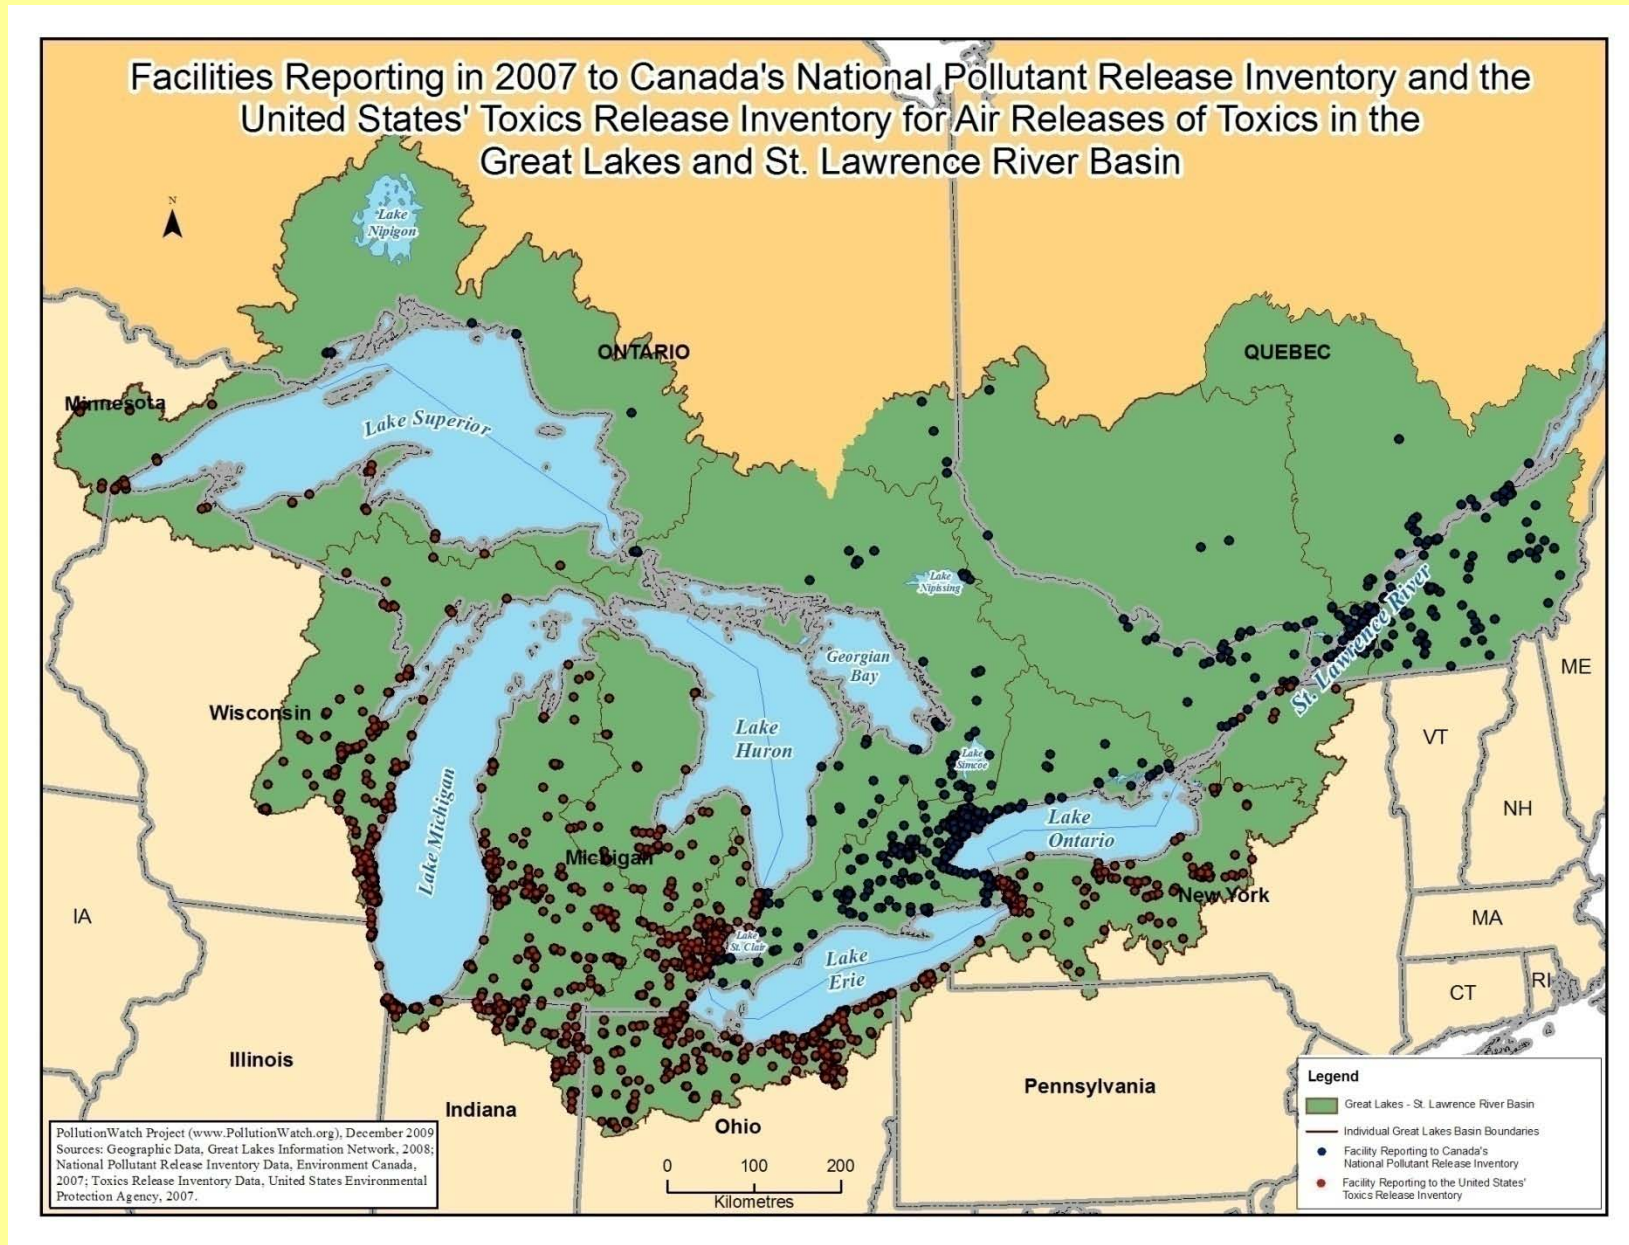 Facilities Reporting in 2007 to Canada's National Pollutant Release Inventory and the
United States' Toxics Release Inventory for Air Releases of Toxics in the
Great Lakes and St. Lawrence River Basin
N
Lake
Nipigon
ONTARIO
QUEBEC
Minnesota
Lake Superior
Lake
Nipissing
St. Lawrence River
Georgian
Bay
ME
Wisconsin
Lake
Huron
VT
Lake
Simcoe
NH
Lake Michigan
Lake
Ontario
Michigan
New York
IA
MA
Lake
St. Clair
Lake
Erie
CT
RI
Illinois
Pennsylvania
Indiana
Ohio
Legend
Great Lakes - St. Lawrence River Basin
Individual Great Lakes Basin Boundaries
Facility Reporting to Canada's
National Pollutant Release Inventory
Facility Reporting to the United States'
Toxics Release Inventory
PollutionWatch Project (www.PollutionWatch.org), December 2009
Sources: Geographic Data, Great Lakes Information Network, 2008;
National Pollutant Release Inventory Data, Environment Canada,
2007; Toxics Release Inventory Data, United States Environmental
Protection Agency, 2007.
0 100 200
Kilometres